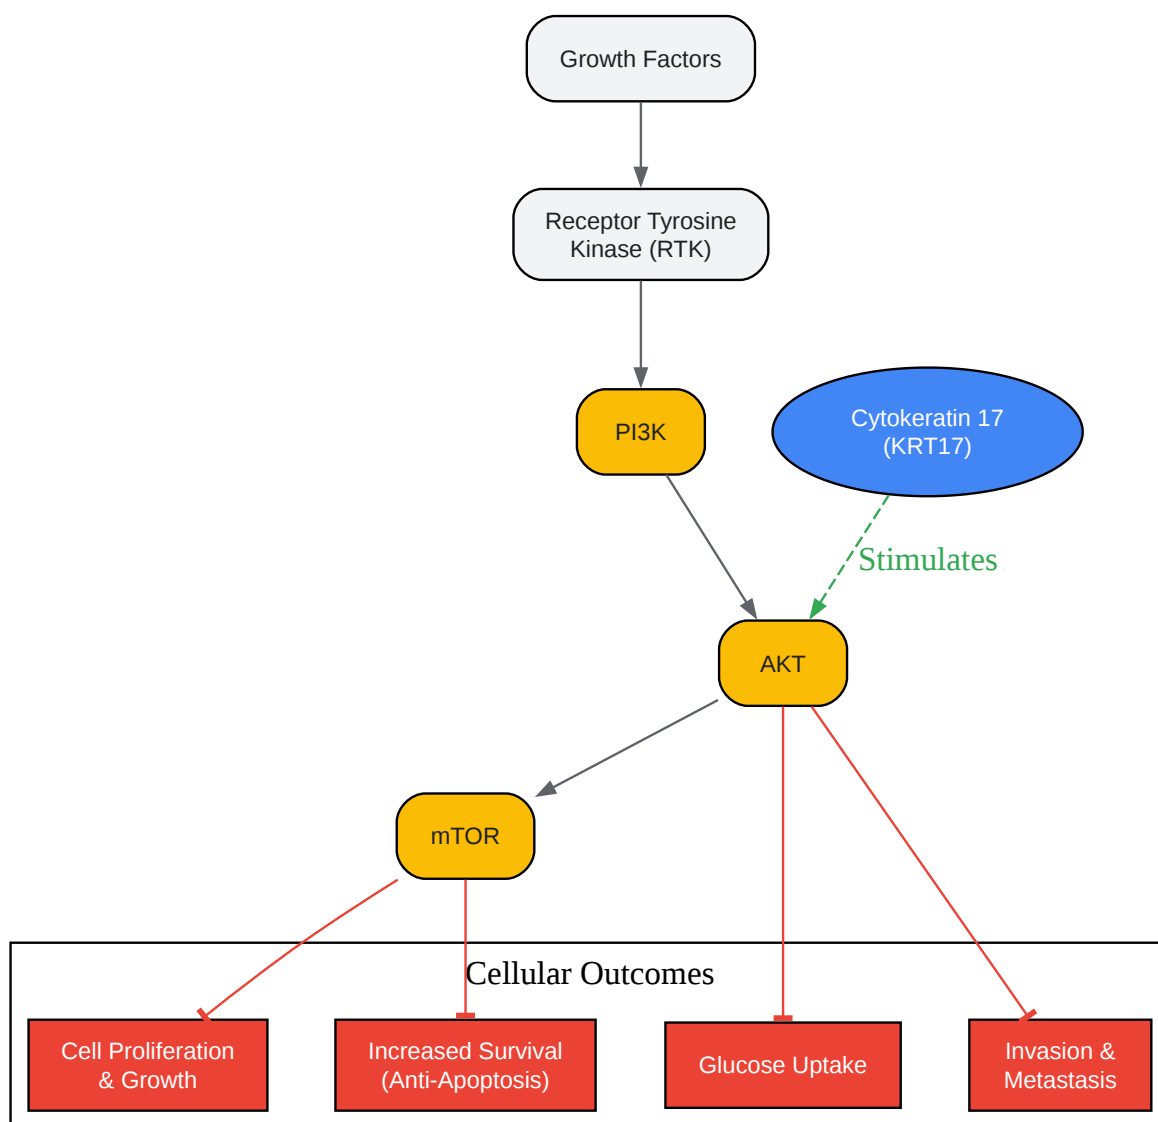 Growth Factors
Receptor Tyrosine
Kinase (RTK)
PI3K
Cytokeratin 17
(KRT17)
Stimulates
AKT
mTOR
Cellular Outcomes
Cell Proliferation
& Growth
Increased Survival
(Anti-Apoptosis)
Glucose Uptake
Invasion &
Metastasis